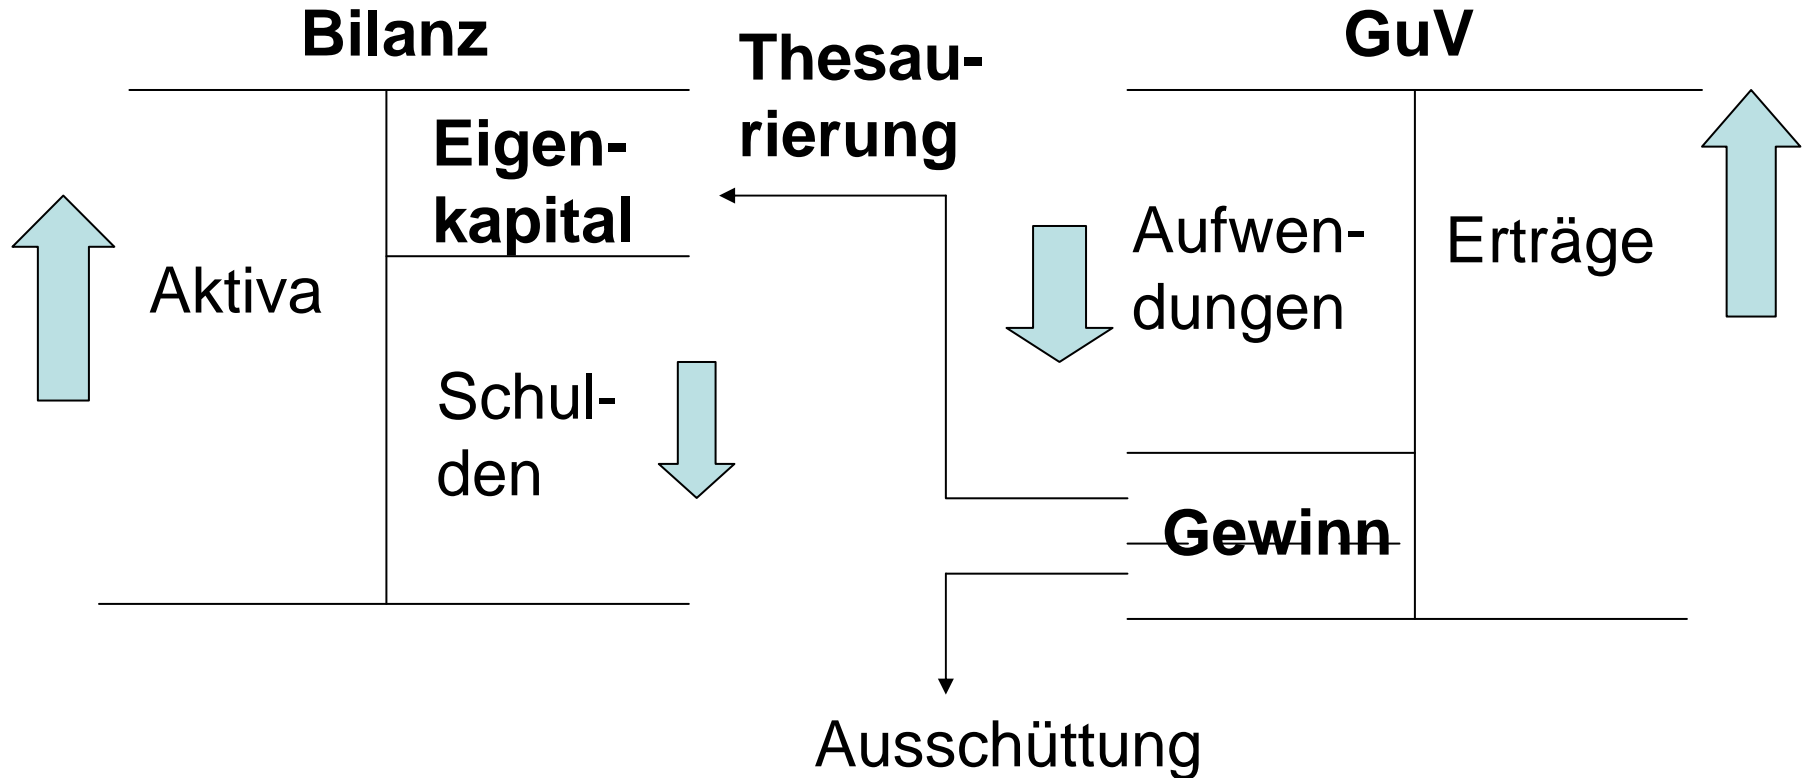 Bilanz
Eigen-
kapital
Aktiva
Schul-
den
Thesau-
rierung
GuV
Aufwen-
dungen
Erträge
Gewinn
Ausschüttung